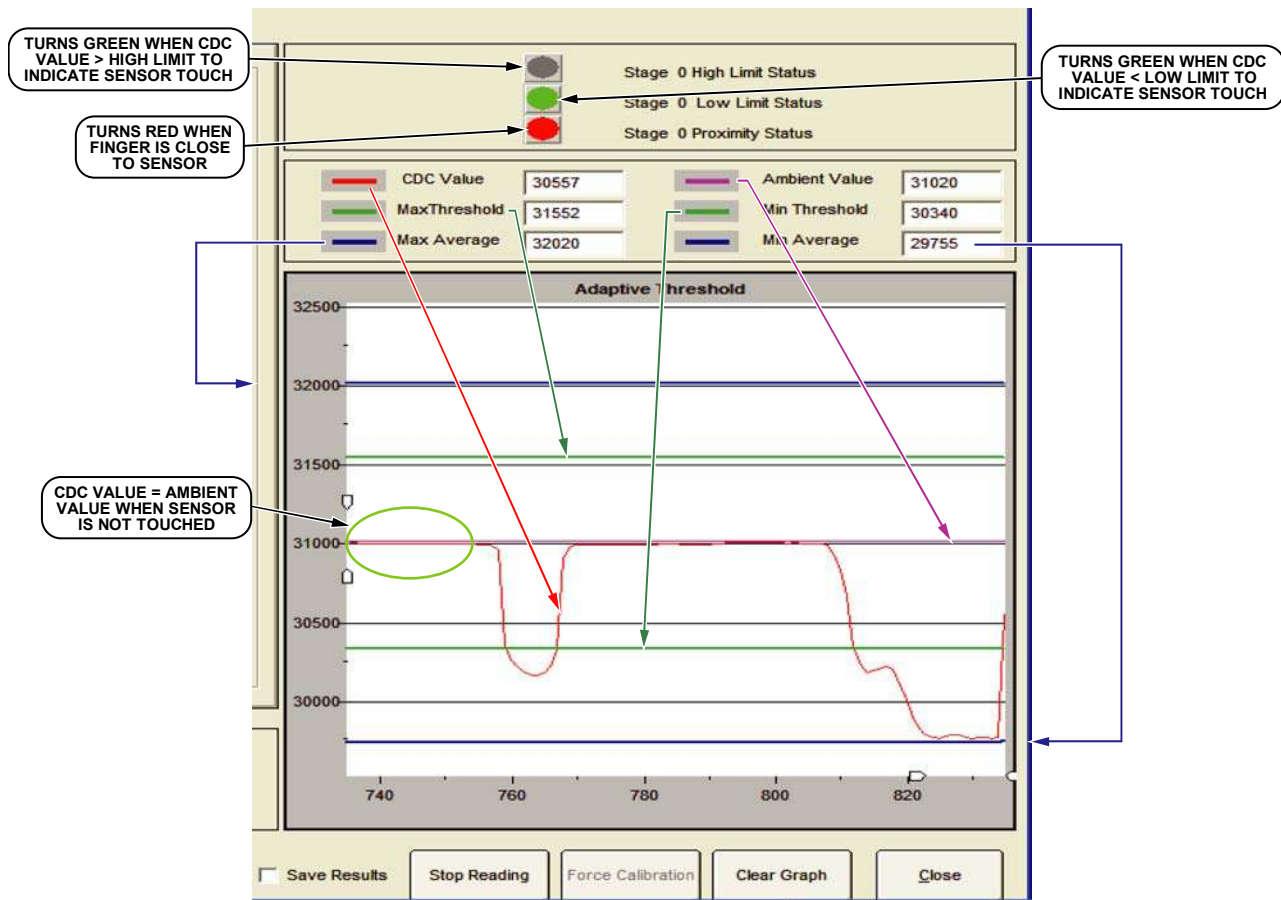 TURNS GREEN WHEN CDC
VALUE > HIGH LIMIT TO
INDICATE SENSOR TOUCH
TURNS RED WHEN
FINGER IS CLOSE
TO SENSOR
Stage 0 High Limit Status
Stage 0 Low Limit Status
Stage 0 Proximity Status
TURNS GREEN WHEN CDC
VALUE < LOW LIMIT TO
INDICATE SENSOR TOUCH
CDC Value 30557 Ambient Value 31020
MaxThreshold 31552 Min Threshold 30340
Max Average 32020 Min Average 29755
Adaptive Threshold
32500
32000
31500
31000
30500
30000
CDC VALUE = AMBIENT
VALUE WHEN SENSOR
IS NOT TOUCHED
740 760 780 800 820
Save Results Stop Reading Force Calibration Clear Graph Close